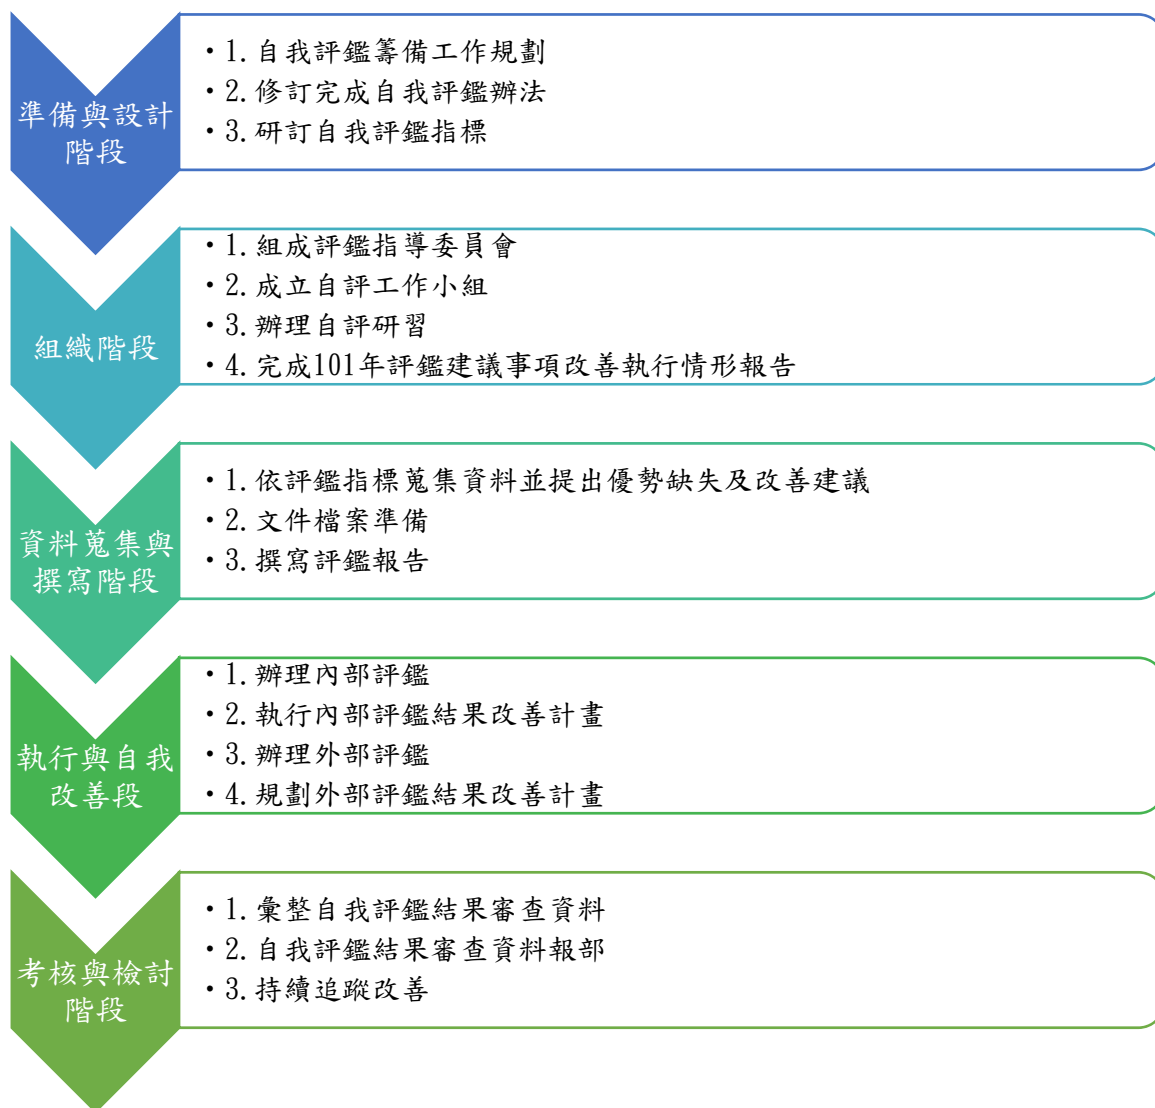 準備與設計
階段
・1.自我評鑑籌備工作規劃
・2.修訂完成自我評鑑辦法
・3.研訂自我評鑑指標
組織階段
・1.組成評鑑指導委員會
・2.成立自評工作小組
・3.辦理自評研習
・4.完成101年評鑑建議事項改善執行情形報告
資料蒐集與
撰寫階段
・1.依評鑑指標蒐集資料並提出優勢缺失及改善建議
・2.文件檔案準備
・3.撰寫評鑑報告
執行與自我
改善段
・1.辦理內部評鑑
・2.執行內部評鑑結果改善計畫
・3.辦理外部評鑑
・4.規劃外部評鑑結果改善計畫
考核與檢討
階段
・1.彙整自我評鑑結果審查資料
・2.自我評鑑結果審查資料報部
・3.持續追蹤改善